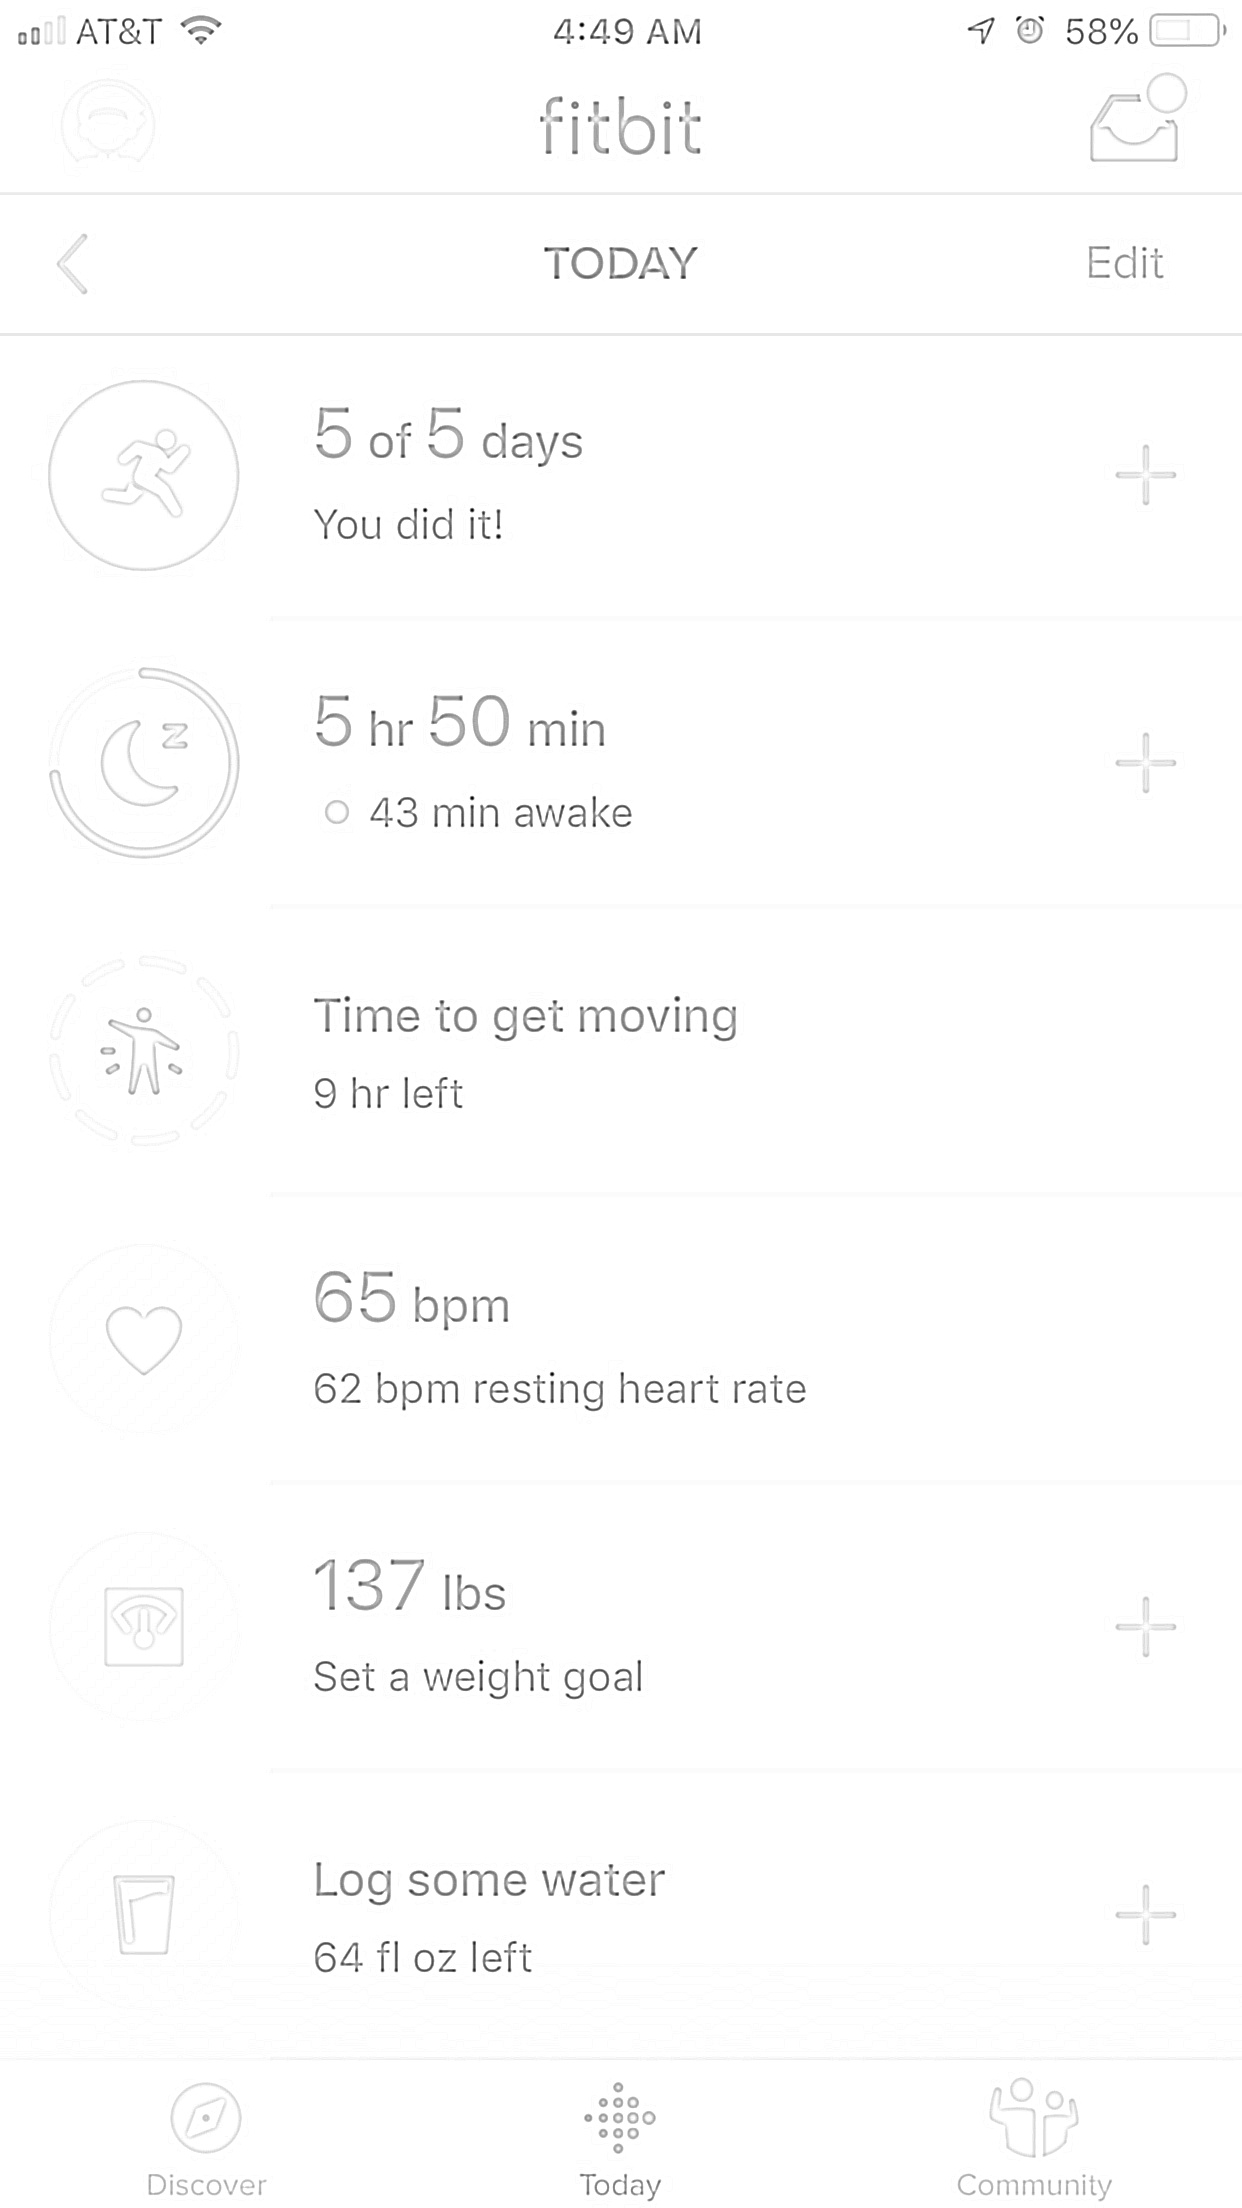 AT&T 4:49 AM 58%
fitbit
TODAY Edit
5 of 5 days
You did it!
Z
5 hr 50 min
43 min awake
Time to get moving
9 hr left
65 bpm
62 bpm resting heart rate
137 lbs
Set a weight goal
Log some water
64 fl oz left
Discover Today Community